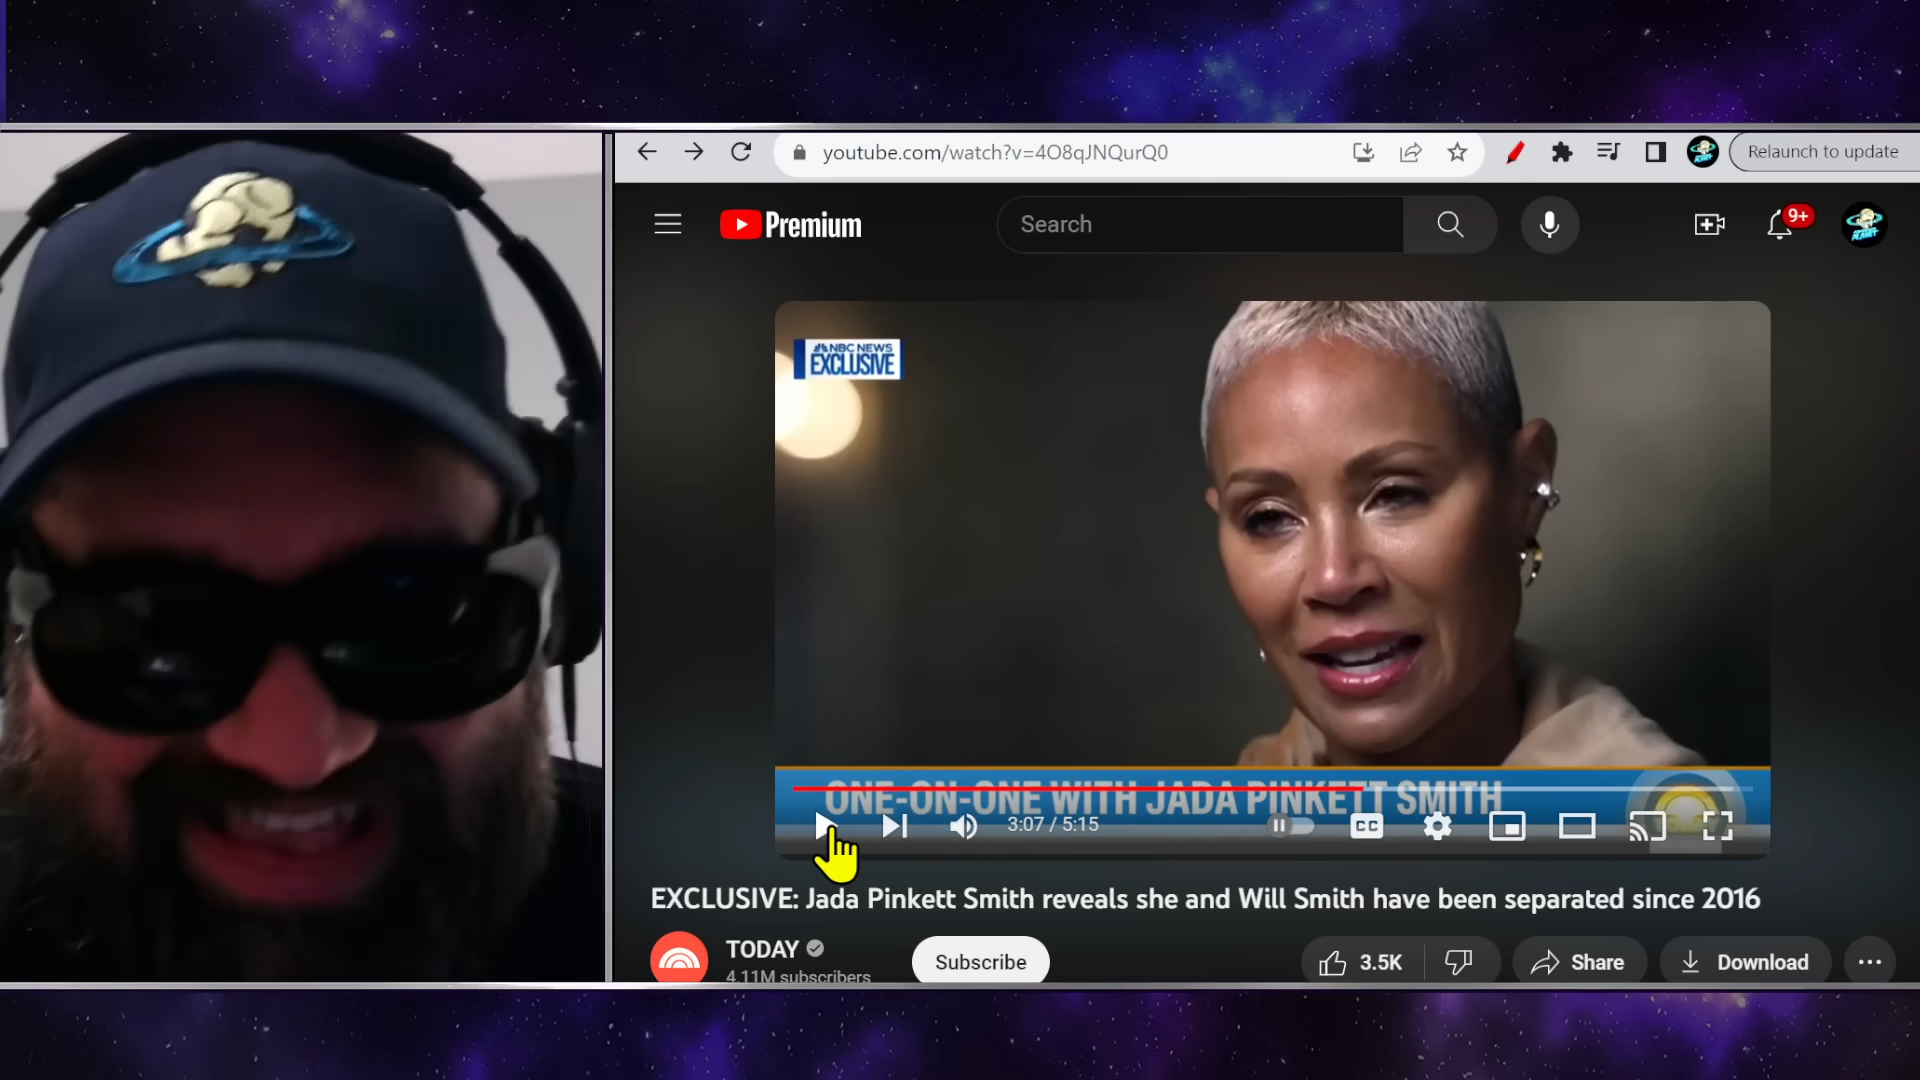 youtube.com/watch?v=4O8qJNQurQ0
Relaunch to update
Premium
Search
9+
NBC NEWS
EXCLUSIVE
ONE-ON-ONE WITH JADA PINKETT SMITH
3:07 / 5:15
CC
EXCLUSIVE: Jada Pinkett Smith reveals she and Will Smith have been separated since 2016
TODAY
4.11M subscribers
Subscribe
3.5K
Share
Download